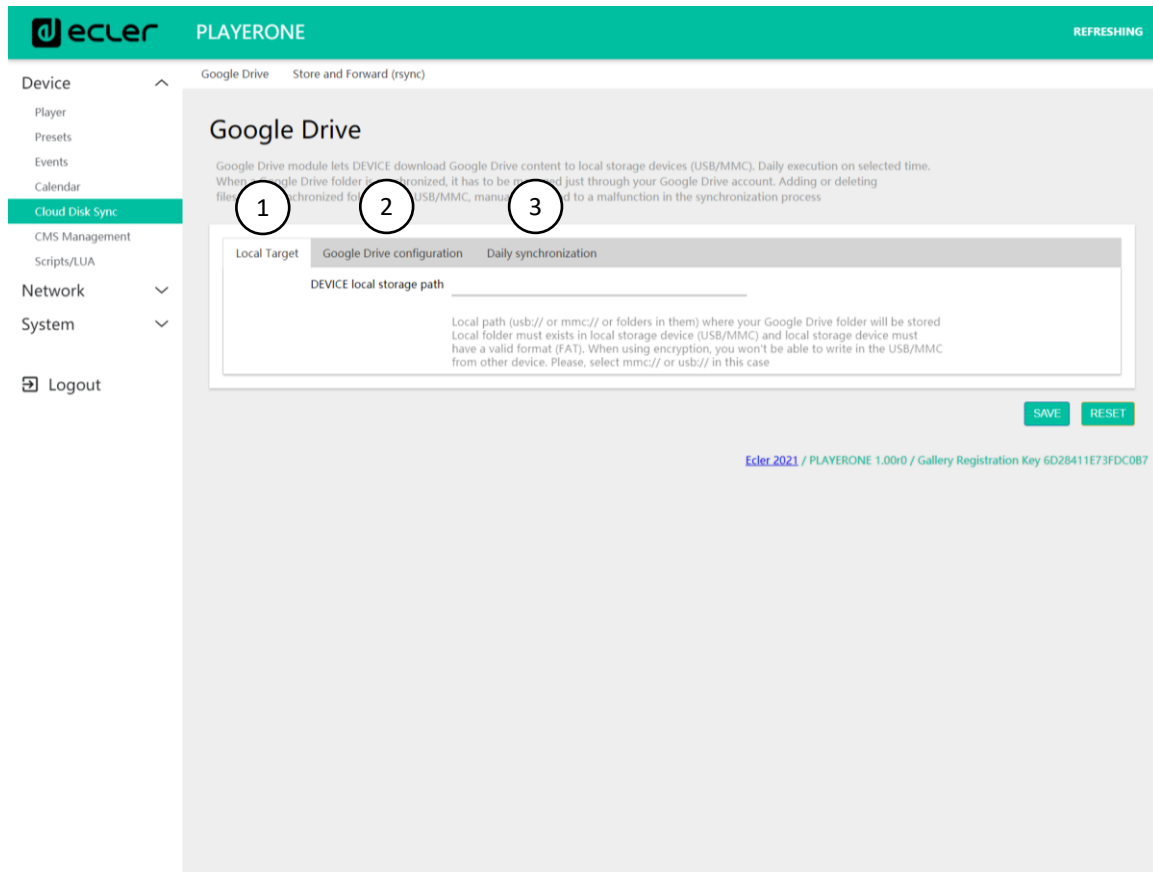 ecler
PLAYERONE
REFRESHING
Device
Player
Presets
Events
Calendar
Cloud Disk Sync
CMS Management
Scripts/LUA
Network
System
Logout
Google Drive Store and Forward (rsync)
Google Drive
Google Drive module lets DEVICE download Google Drive content to local storage devices (USB/MMC). Daily execution on selected time.
When a Google Drive folder is synchronized, it has to be managed just through your Google Drive account. Adding or deleting
files USB/MMC, to a malfunction in the synchronization process
1
2
3
Local Target Google Drive configuration Daily synchronization
DEVICE local storage path
Local path (usb:// or mmc:// or folders in them) where your Google Drive folder will be stored
Local folder must exists in local storage device (USB/MMC) and local storage device must
have a valid format (FAT). When using encryption, you won't be able to write in the USB/MMC
from other device. Please, select mmc:// or usb:// in this case
SAVE RESET
Ecler 2021 / PLAYERONE 1.00r0 / Gallery Registration Key 6D28411E73FDC0B7